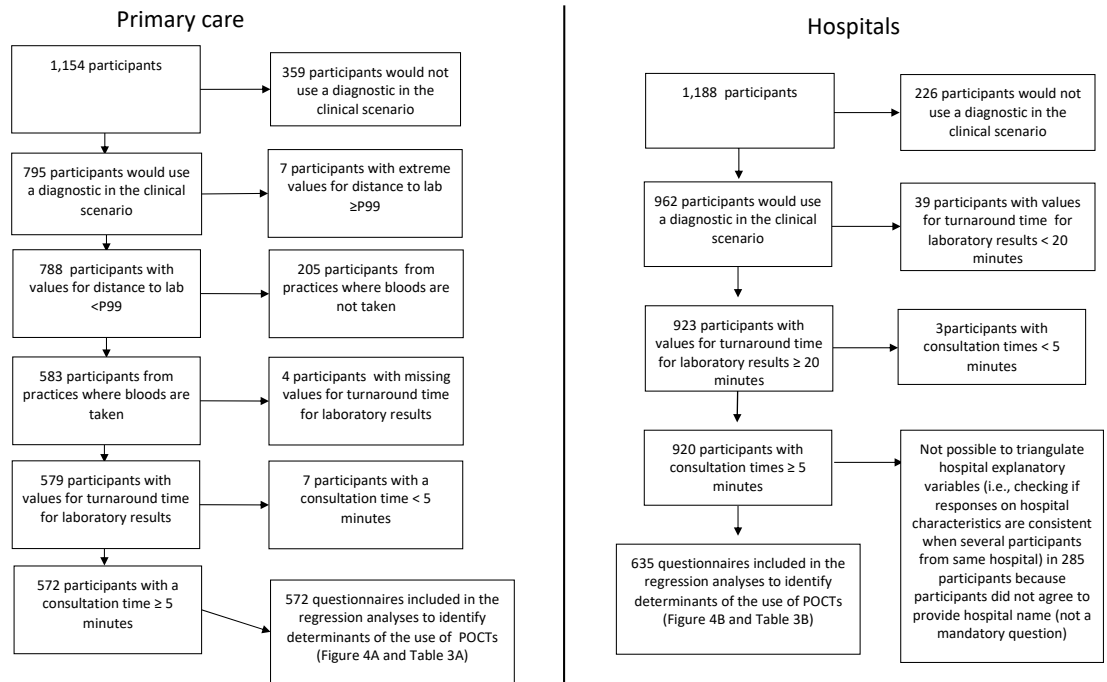 Primary care
1,154 participants
359 participants would not
use a diagnostic in the
clinical scenario
795 participants would use
a diagnostic in the clinical
scenario
7 participants with extreme
values for distance to lab
≥P99
788 participants with
values for distance to lab
<P99
205 participants from
practices where bloods are
not taken
583 participants from
practices where bloods are
taken
4 participants with missing
values for turnaround time
for laboratory results
579 participants with
values for turnaround time
for laboratory results
7 participants with a
consultation time < 5
minutes
572 participants with a
consultation time ≥ 5
minutes
572 questionnaires included in the
regression analyses to identify
determinants of the use of POCTs
(Figure 4A and Table 3A)
Hospitals
1,188 participants
226 participants would not
use a diagnostic in the
clinical scenario
962 participants would use
a diagnostic in the clinical
scenario
39 participants with values
for turnaround time for
laboratory results < 20
minutes
923 participants with
values for turnaround time
for laboratory results ≥ 20
minutes
3participants with
consultation times < 5
minutes
920 participants with
consultation times ≥ 5
minutes
Not possible to triangulate
hospital explanatory
variables (i.e., checking if
responses on hospital
characteristics are consistent
when several participants
from same hospital) in 285
participants because
participants did not agree to
provide hospital name (not a
mandatory question)
635 questionnaires included in the
regression analyses to identify
determinants of the use of POCTs
(Figure 4B and Table 3B)